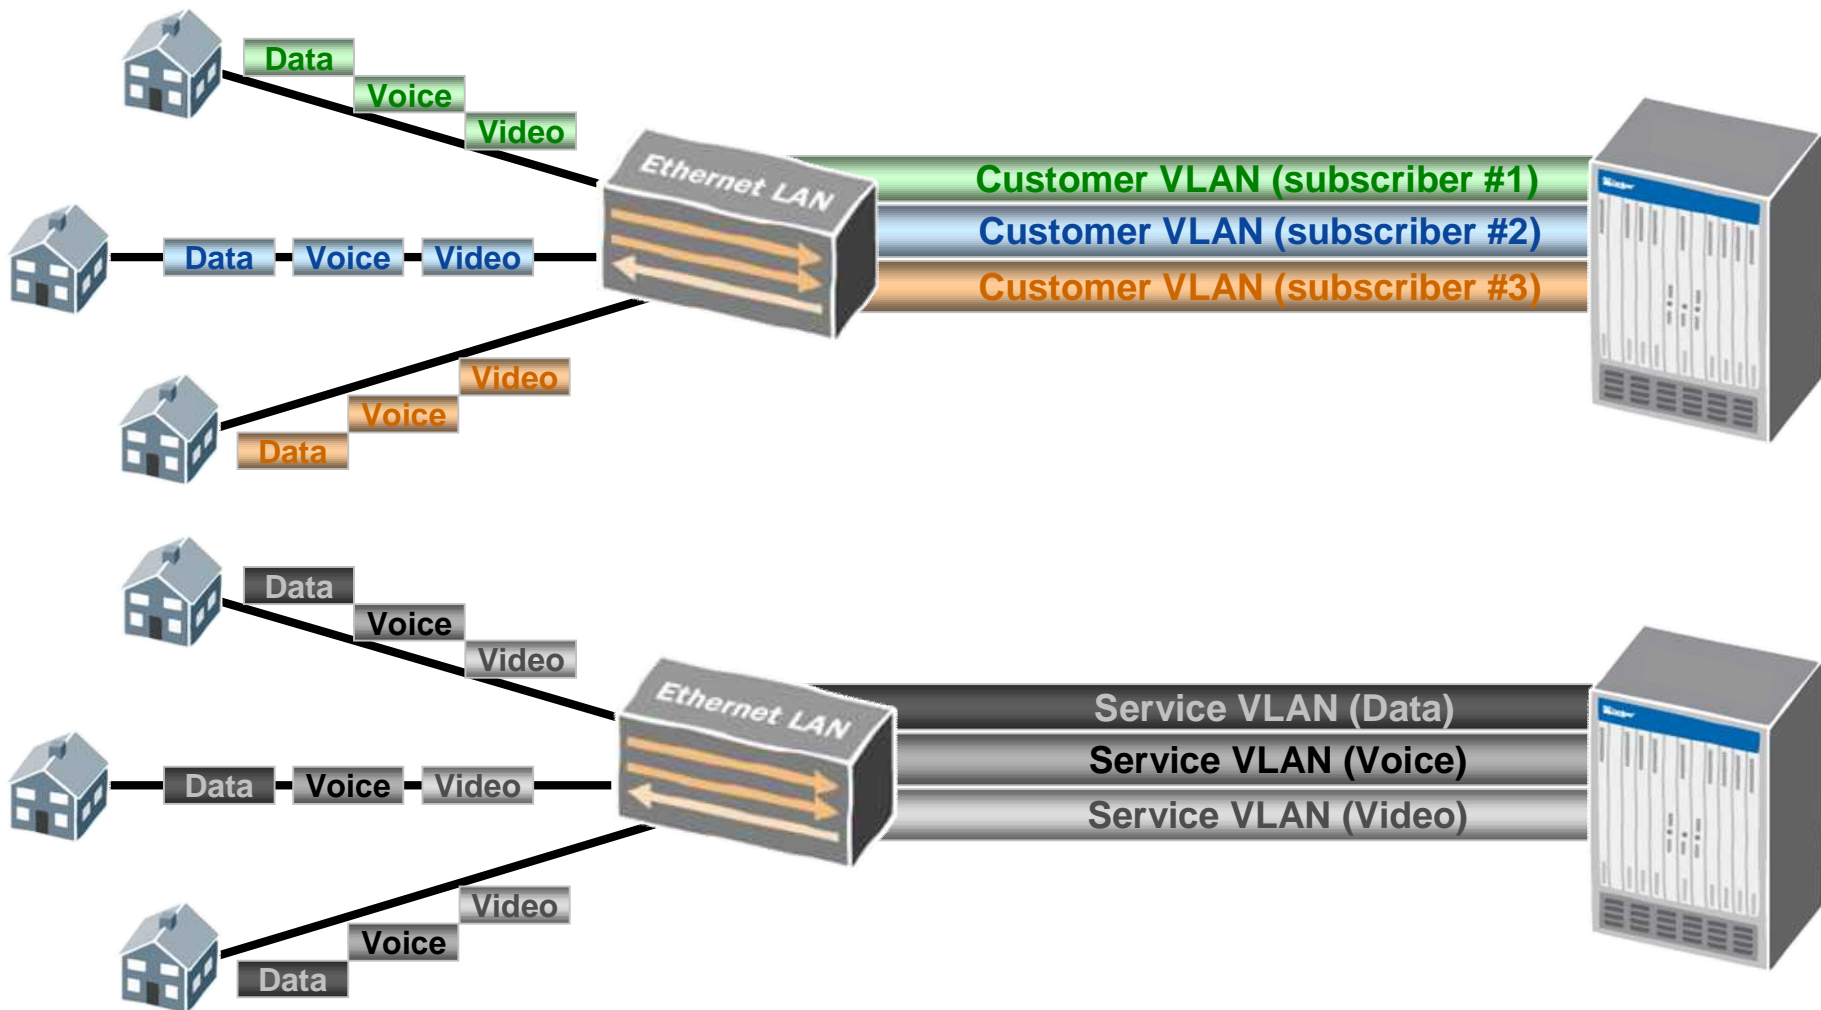 Data
Voice
Video
Ethernet LAN
Customer VLAN (subscriber #1)
Data Voice Video
Customer VLAN (subscriber #2)
Customer VLAN (subscriber #3)
Video
Voice
Data
Data
Voice
Video
Ethernet LAN
Service VLAN (Data)
Data Voice Video
Service VLAN (Voice)
Service VLAN (Video)
Video
Voice
Data